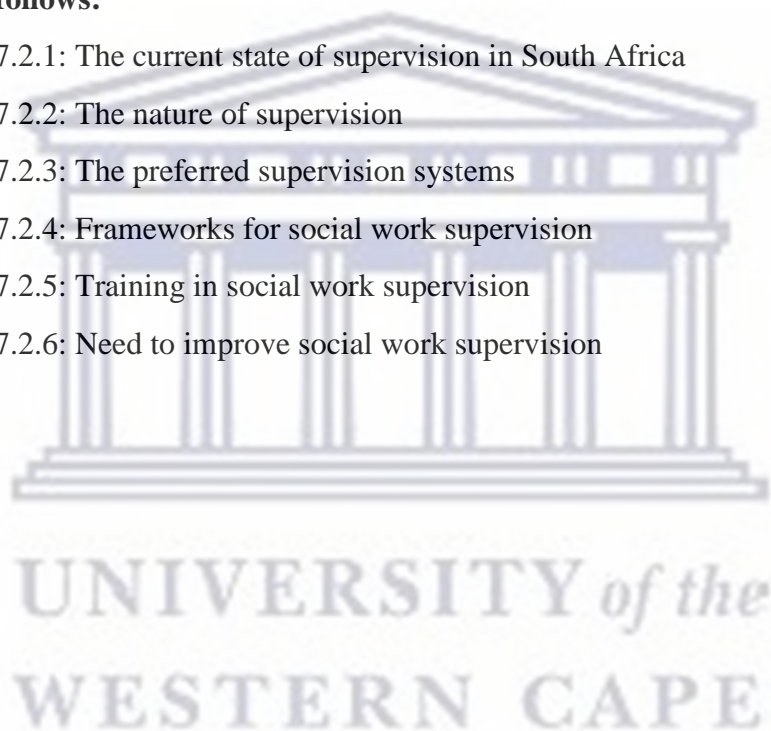 follows:
7.2.1: The current state of supervision in South Africa
7.2.2: The nature of supervision
7.2.3: The preferred supervision systems
7.2.4: Frameworks for social work supervision
7.2.5: Training in social work supervision
7.2.6: Need to improve social work supervision
UNIVERSITY of the
WESTERN CAPE